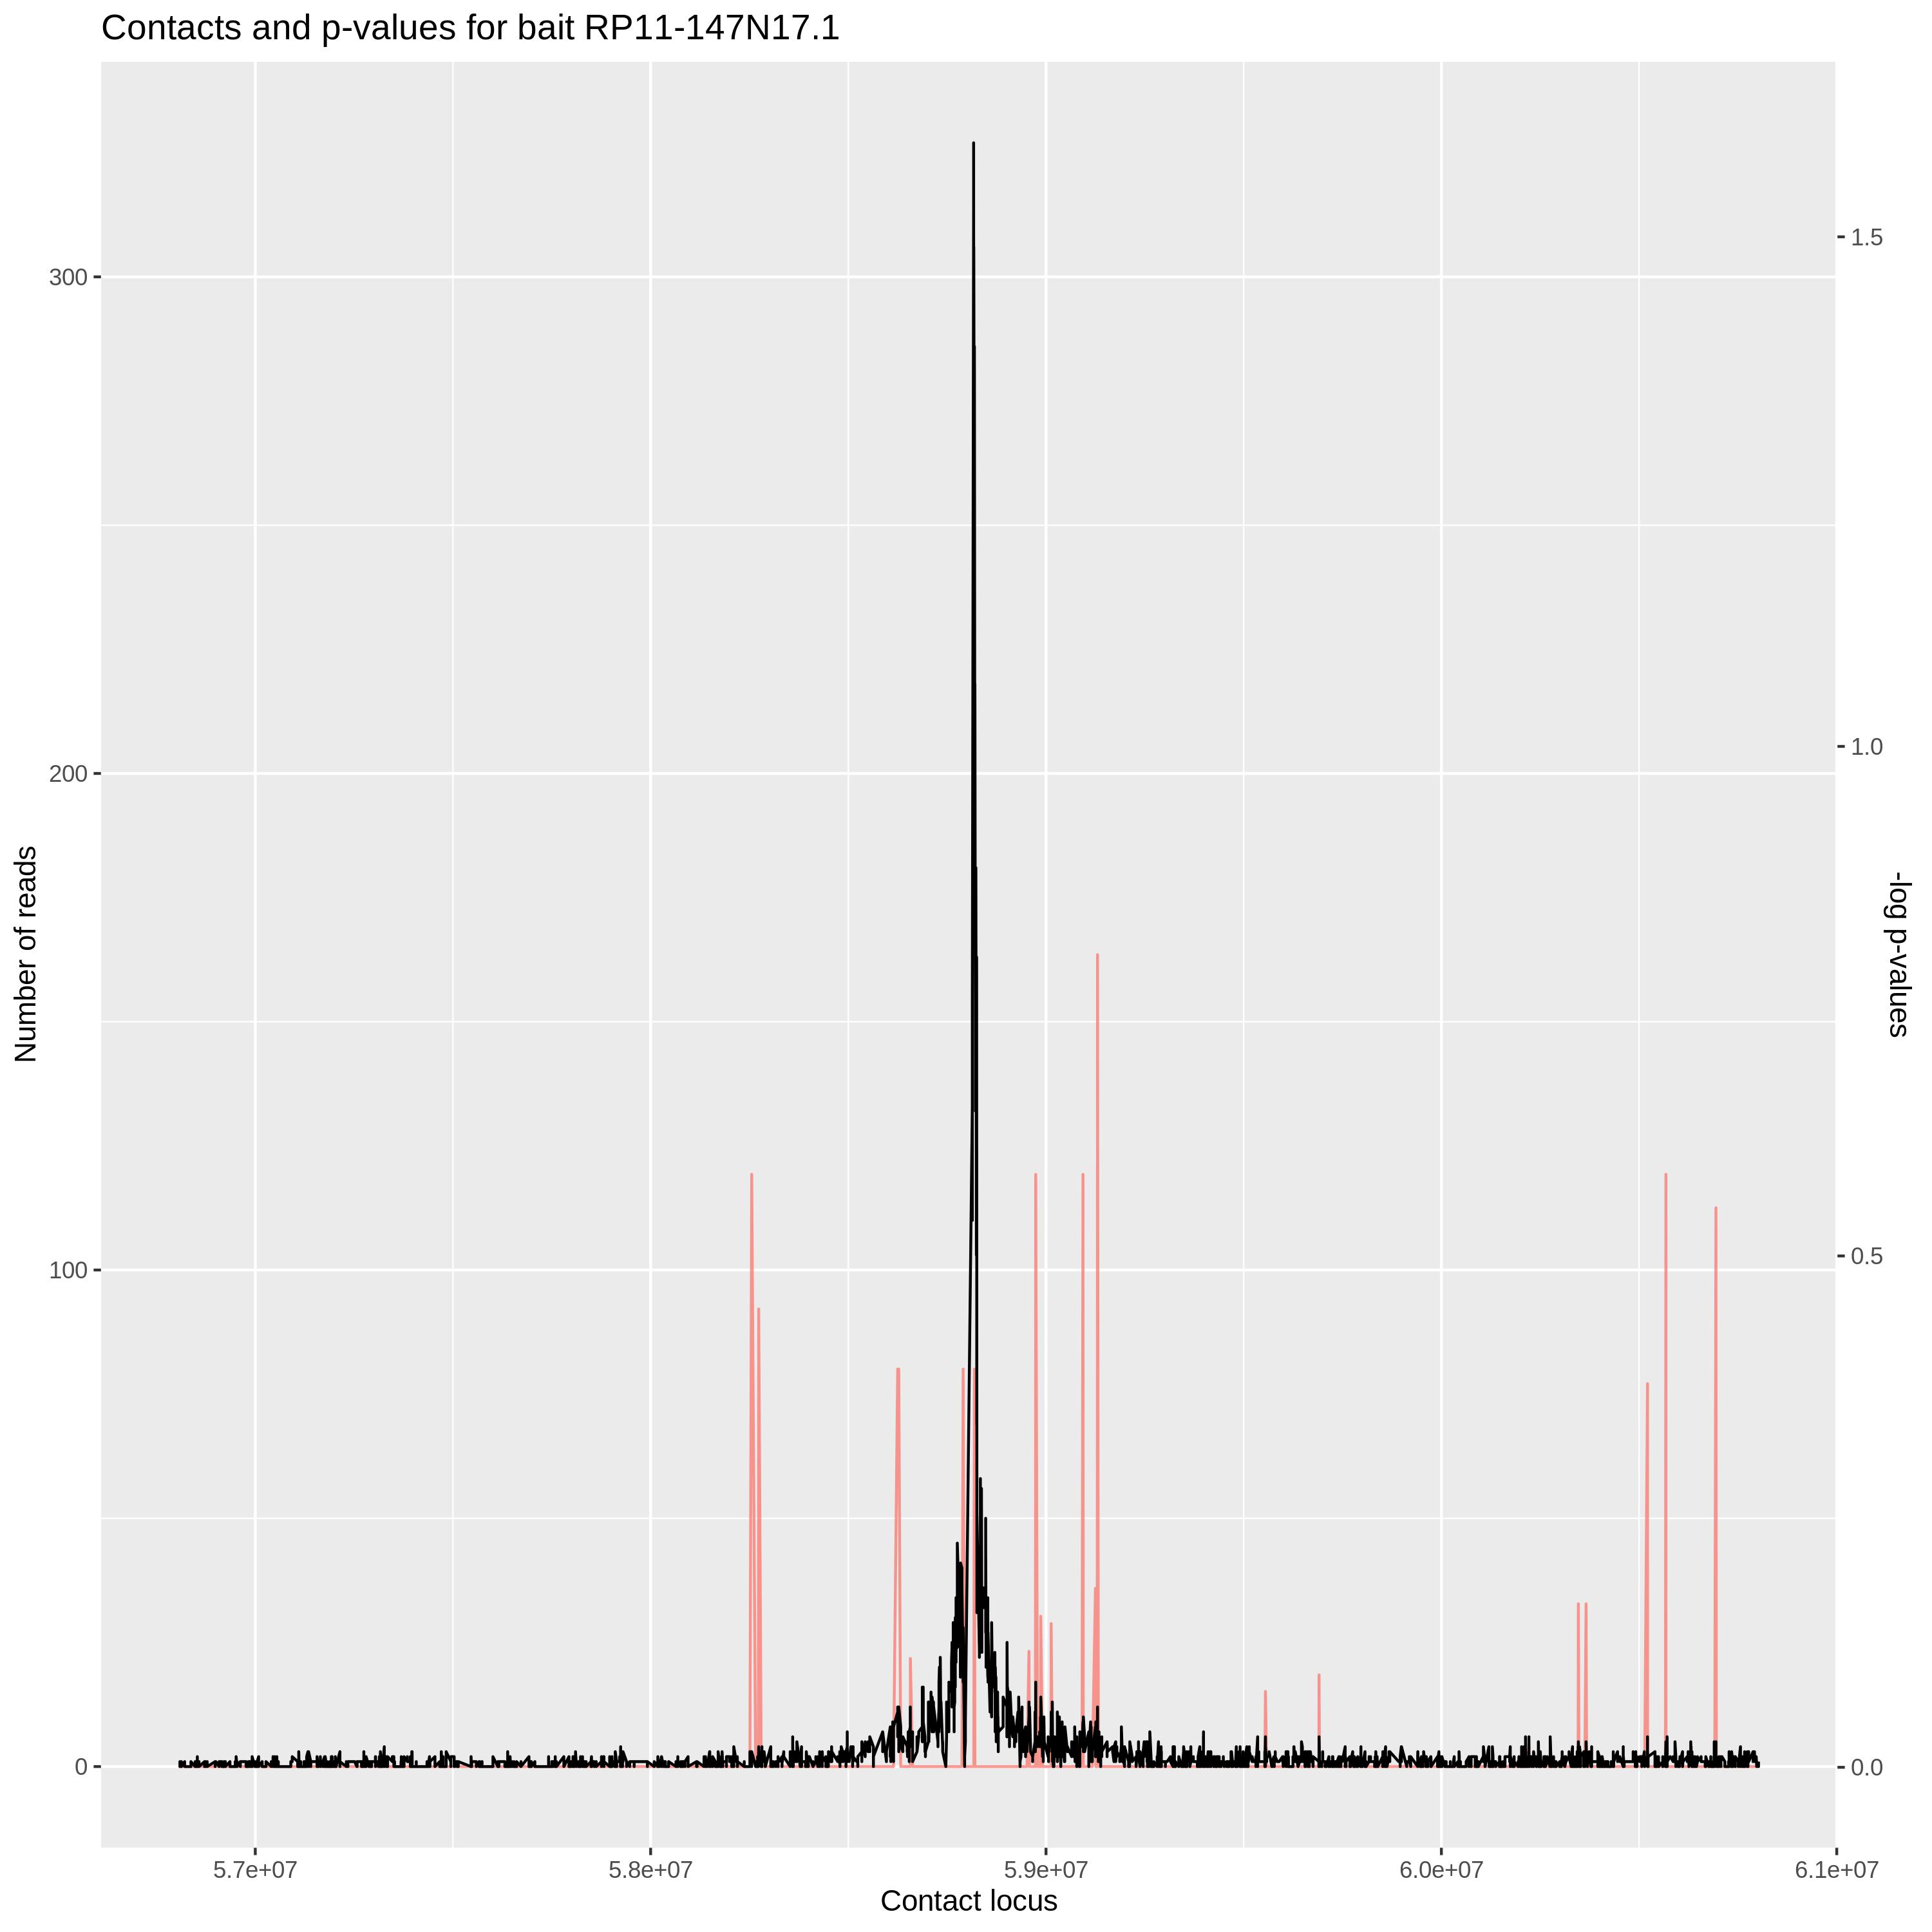 Contacts and p-values for bait RP11-147N17.1
300
200
100
0
Number of reads
1.5
1.0
0.5
0.0
-log p-values
5.7e+07
5.8e+07
5.9e+07
6.0e+07
6.1e+07
Contact locus